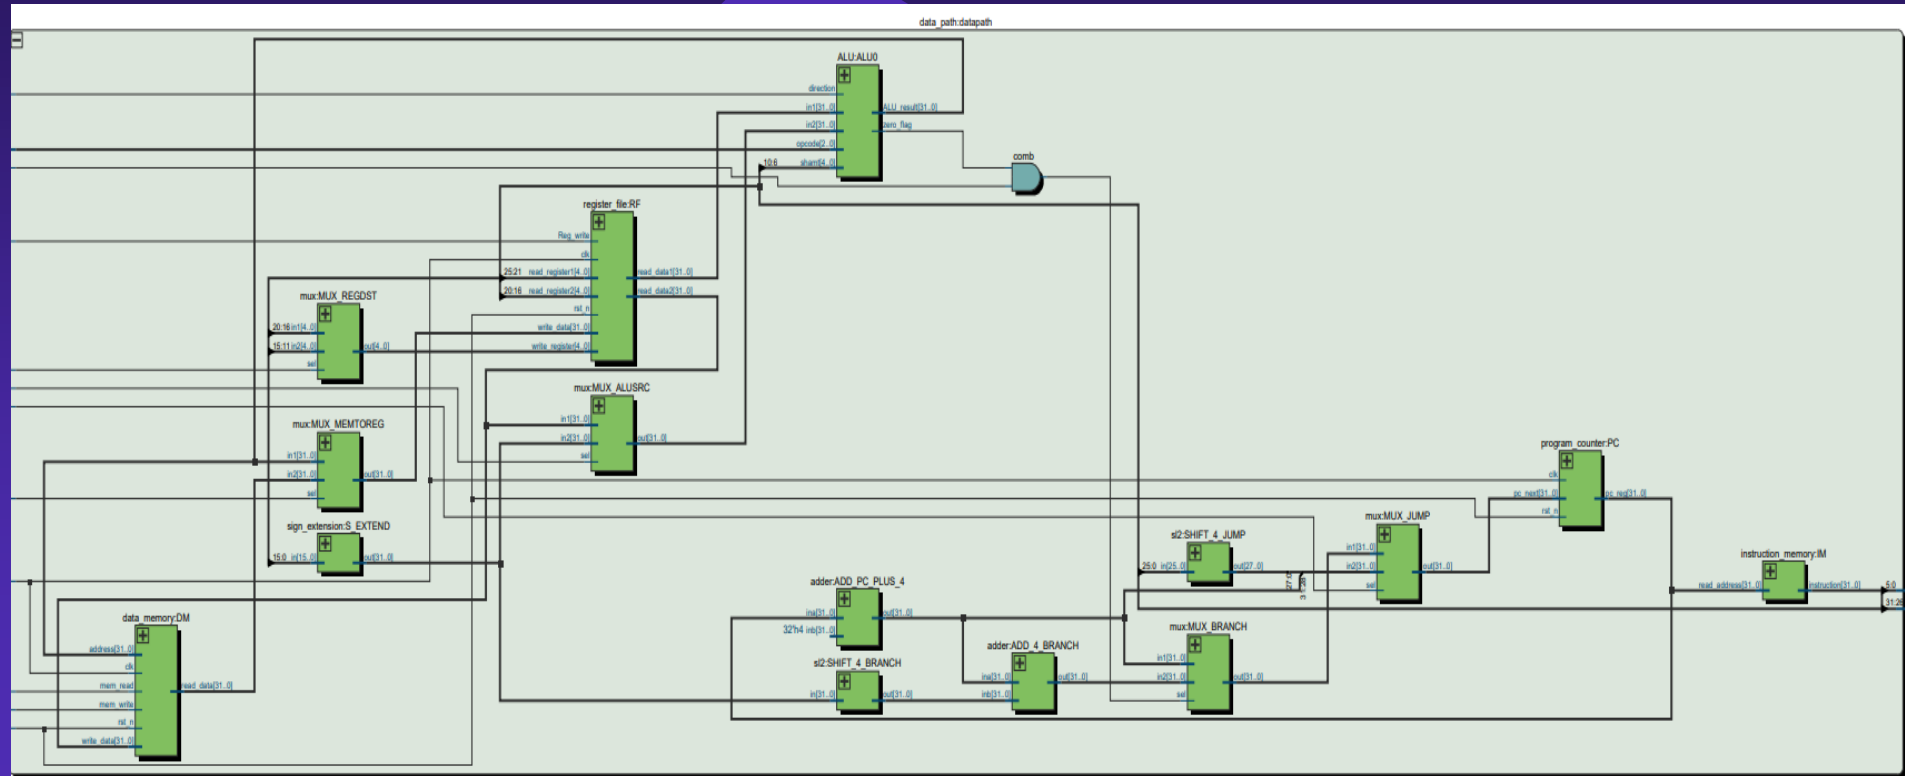 data_path:datapath
ALU:ALU0
direction
in1[31..0]
in2[31..0]
opcode[2..0]
10:6 shamt[4..0]
ALU_result[31..0]
zero_flag
comb
register_file:RF
Reg_write
clk
25:21 read_register1[4..0]
20:16 read_register2[4..0]
rst_n
write_data[31..0]
write_register[4..0]
read_data1[31..0]
read_data2[31..0]
mux:MUX_REGDST
20:16 in1[4..0]
15:11 in2[4..0]
sel
out[4..0]
mux:MUX_ALUSRC
in1[31..0]
in2[31..0]
sel
out[31..0]
mux:MUX_MEMTOREG
in1[31..0]
in2[31..0]
sel
out[31..0]
sign_extension:S_EXTEND
15:0 in[15..0]
out[31..0]
data_memory:DM
address[31..0]
clk
mem_read
mem_write
rst_n
write_data[31..0]
read_data[31..0]
adder:ADD_PC_PLUS_4
ina[31..0]
32'h4 inb[31..0]
out[31..0]
sl2:SHIFT_4_BRANCH
in[31..0]
out[31..0]
adder:ADD_4_BRANCH
ina[31..0]
inb[31..0]
out[31..0]
sl2:SHIFT_4_JUMP
25:0 in[25..0]
out[27..0]
27:0
31:28
mux:MUX_BRANCH
in1[31..0]
in2[31..0]
sel
out[31..0]
mux:MUX_JUMP
in1[31..0]
in2[31..0]
sel
out[31..0]
program_counter:PC
clk
pc_next[31..0]
rst_n
pc_reg[31..0]
instruction_memory:IM
read_address[31..0]
instruction[31..0]
5:0
31:26